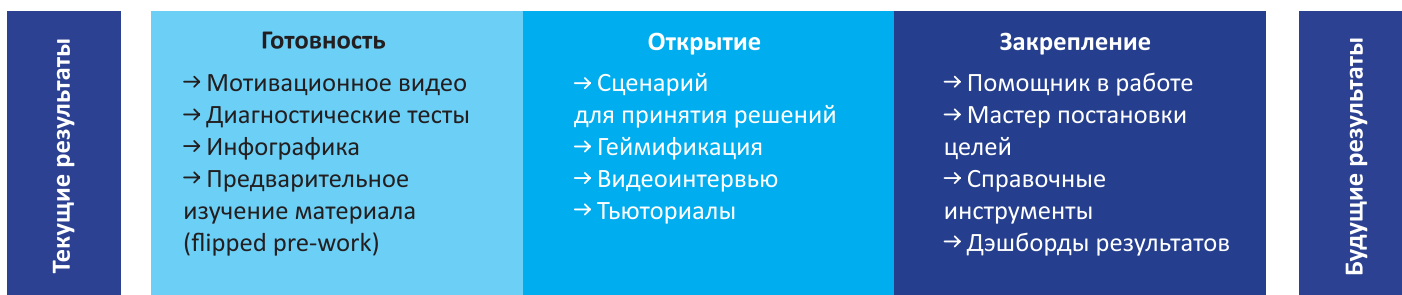 Текущие результаты
Готовность
→ Мотивационное видео
→ Диагностические тесты
→ Инфографика
→ Предварительное
изучение материала
(flipped pre-work)
Открытие
→ Сценарий
для принятия решений
→ Геймификация
→ Видеоинтервью
→ Тьюториалы
Закрепление
→ Помощник в работе
→ Мастер постановки
целей
→ Справочные
инструменты
→ Дэшборды результатов
Будущие результаты